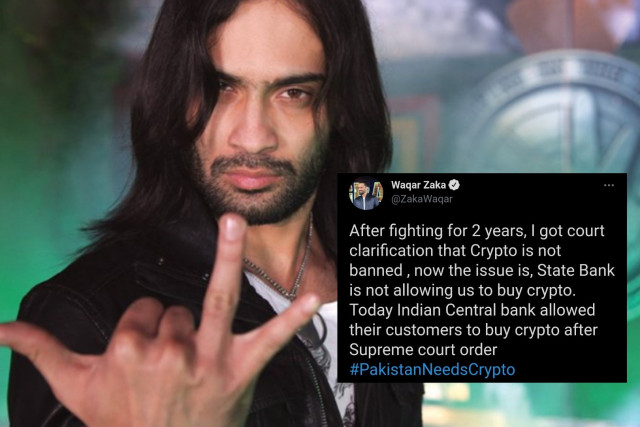 Waqar Zaka
@ZakaWaqar
After fighting for 2 years, I got court
clarification that Crypto is not
banned , now the issue is, State Bank
is not allowing us to buy crypto.
Today Indian Central bank allowed
their customers to buy crypto after
Supreme court order
#PakistanNeedsCrypto